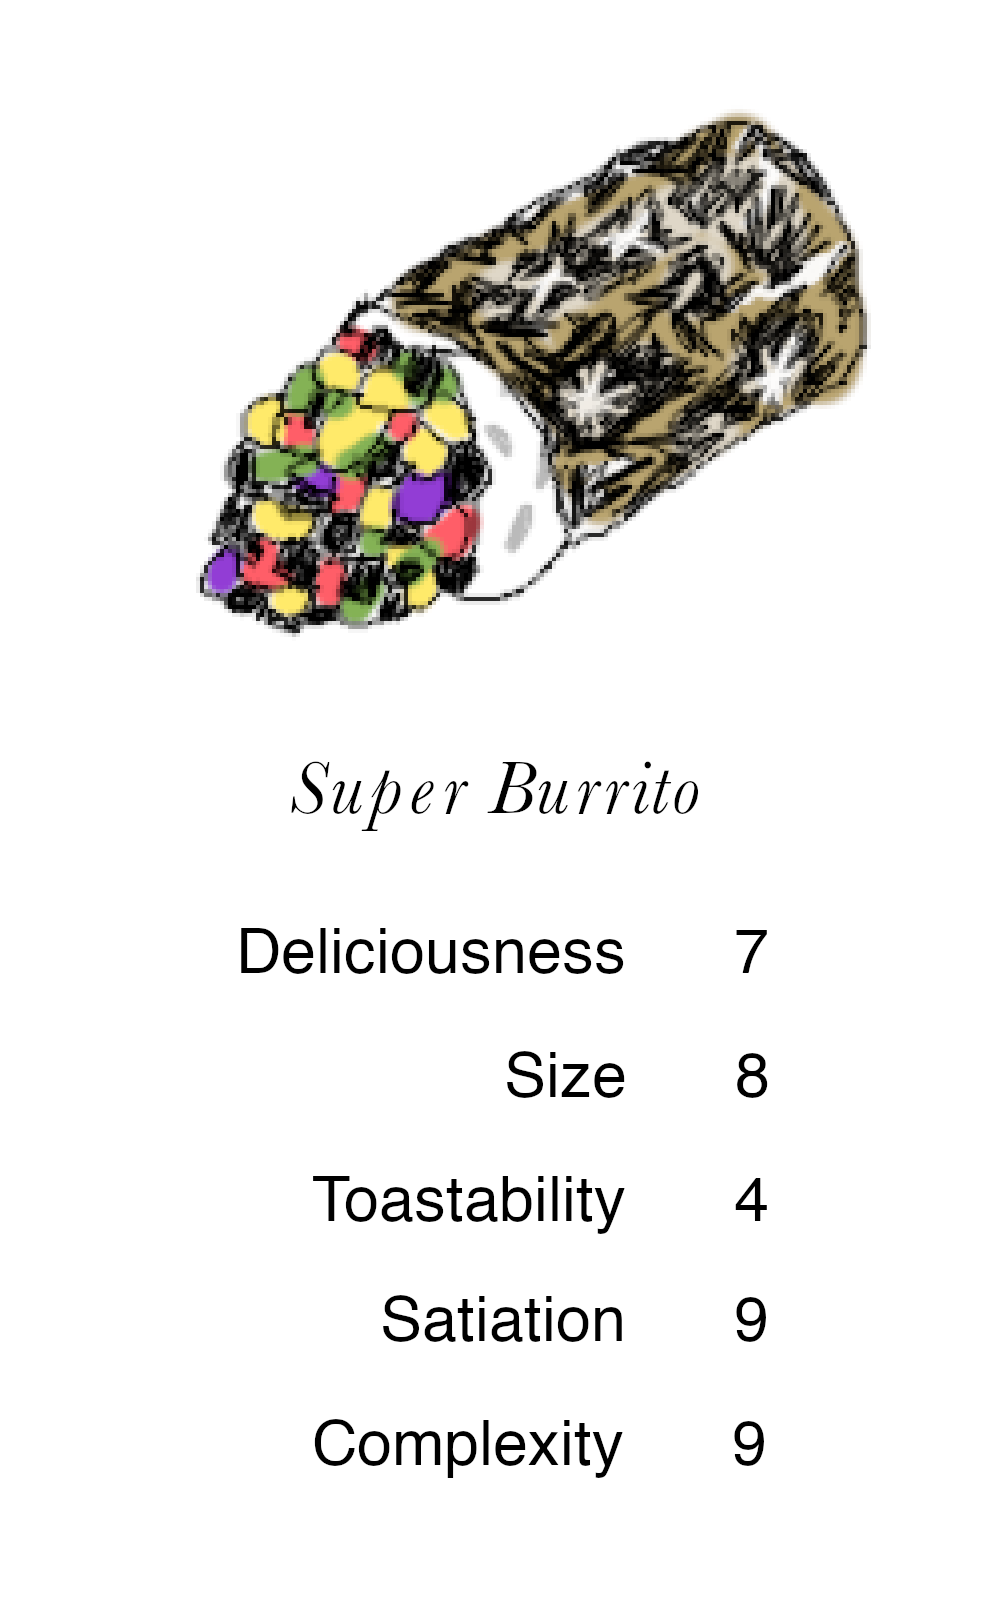 Super Burrito
Deliciousness 7
Size 8
Toastability 4
Satiation 9
Complexity 9